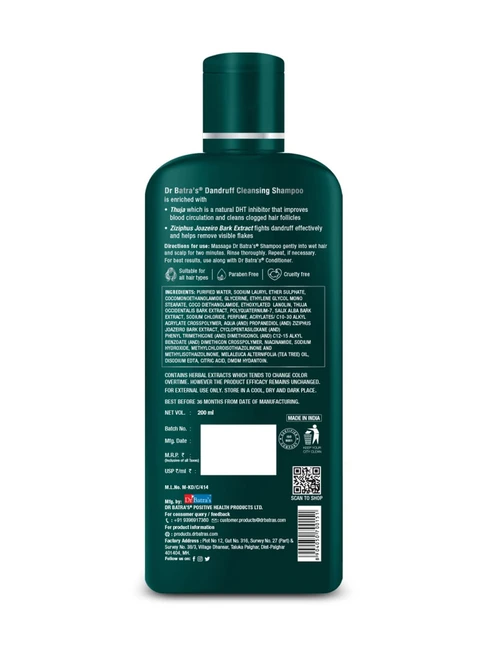 Dr Batra's® Dandruff Cleansing Shampoo
is enriched with
• Thuja which is a natural DHT inhibitor that improves
blood circulation and cleans clogged hair follicles
• Ziziphus Joazeiro Bark Extract fights dandruff effectively
and helps remove visible flakes
Directions for use: Massage Dr Batra's® Shampoo gently into wet hair
and scalp for two minutes. Rinse thoroughly. Repeat, if necessary.
For best results, use along with Dr Batra's® Conditioner.
Suitable for
all hair types
Paraben Free
Cruelty free
INGREDIENTS: PURIFIED WATER, SODIUM LAURYL ETHER SULPHATE,
COCOMONOETHANOLAMIDE, GLYCERINE, ETHYLENE GLYCOL MONO
STEARATE, COCO DIETHANOLAMIDE, ETHOXYLATED LANOLIN, THUJA
OCCIDENTALIS BARK EXTRACT, POLYQUATERNIUM-7, SALIX ALBA BARK
EXTRACT, SODIUM CHLORIDE, PERFUME, ACRYLATES/ C10-30 ALKYL
ACRYLATE CROSSPOLYMER, AQUA (AND) PROPANEDIOL (AND) ZIZIPHUS
JOAZEIRO BARK EXTRACT, CYCLOPENTASILOXANE (AND)
PHENYL TRIMETHICONE (AND) DIMETHICONOL (AND) C12-15 ALKYL
BENZOATE (AND) DIMETHICON CROSSPOLYMER, NIACINAMIDE, SODIUM
HYDROXIDE, METHYLCHLOROISOTHIAZOLINONE AND
METHYLISOTHIAZOLINONE, MELALEUCA ALTERNIFOLIA (TEA TREE) OIL,
DISODIUM EDTA, CITRIC ACID, DMDM HYDANTOIN.
CONTAINS HERBAL EXTRACTS WHICH TENDS TO CHANGE COLOR
OVERTIME. HOWEVER THE PRODUCT EFFICACY REMAINS UNCHANGED.
FOR EXTERNAL USE ONLY. STORE IN A COOL, DRY AND DARK PLACE.
BEST BEFORE 36 MONTHS FROM DATE OF MANUFACTURING.
NET VOL. : 200 ml
MADE IN INDIA
Batch No. :
Mfg. Date :
KEEP YOUR
CITY CLEAN
M.R.P. ₹ :
(Inclusive of all Taxes)
USP ₹/ml :
M.L.No. M-KD/C/414
SCAN TO SHOP
Mfg. by: Dr Batra's
DR BATRA'S® POSITIVE HEALTH PRODUCTS LTD.
For consumer query / feedback
: +91 9396917360 : customer.products@drbatras.com
For product information
: products.drbatras.com
Factory Address : Plot No 12, Gut No. 316, Survey No. 27 (Part) &
Survey No. 38/3, Village Dhansar, Taluka Palghar, Dist-Palghar
401404, MH.
Follow us on: